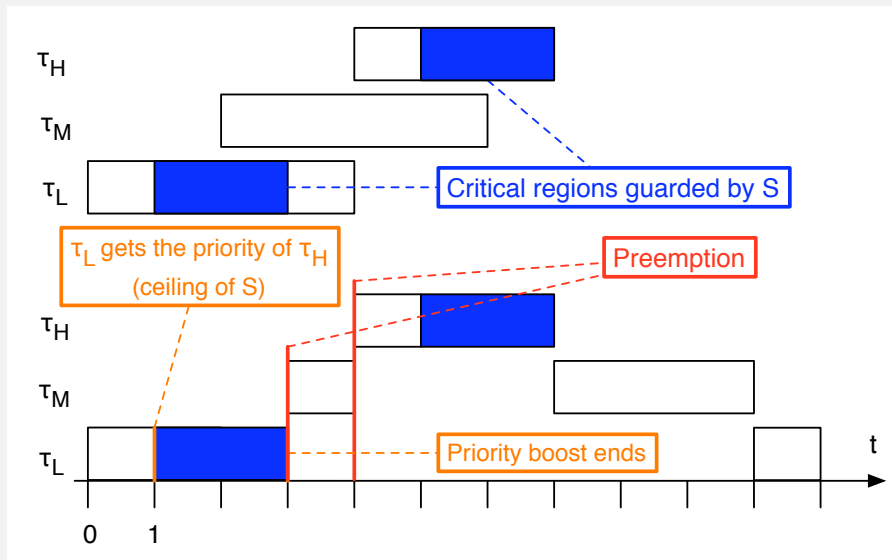 τH
τM
τL
Critical regions guarded by S
τL gets the priority of τH
(ceiling of S)
Preemption
τH
τM
τL
Priority boost ends
t
0 1